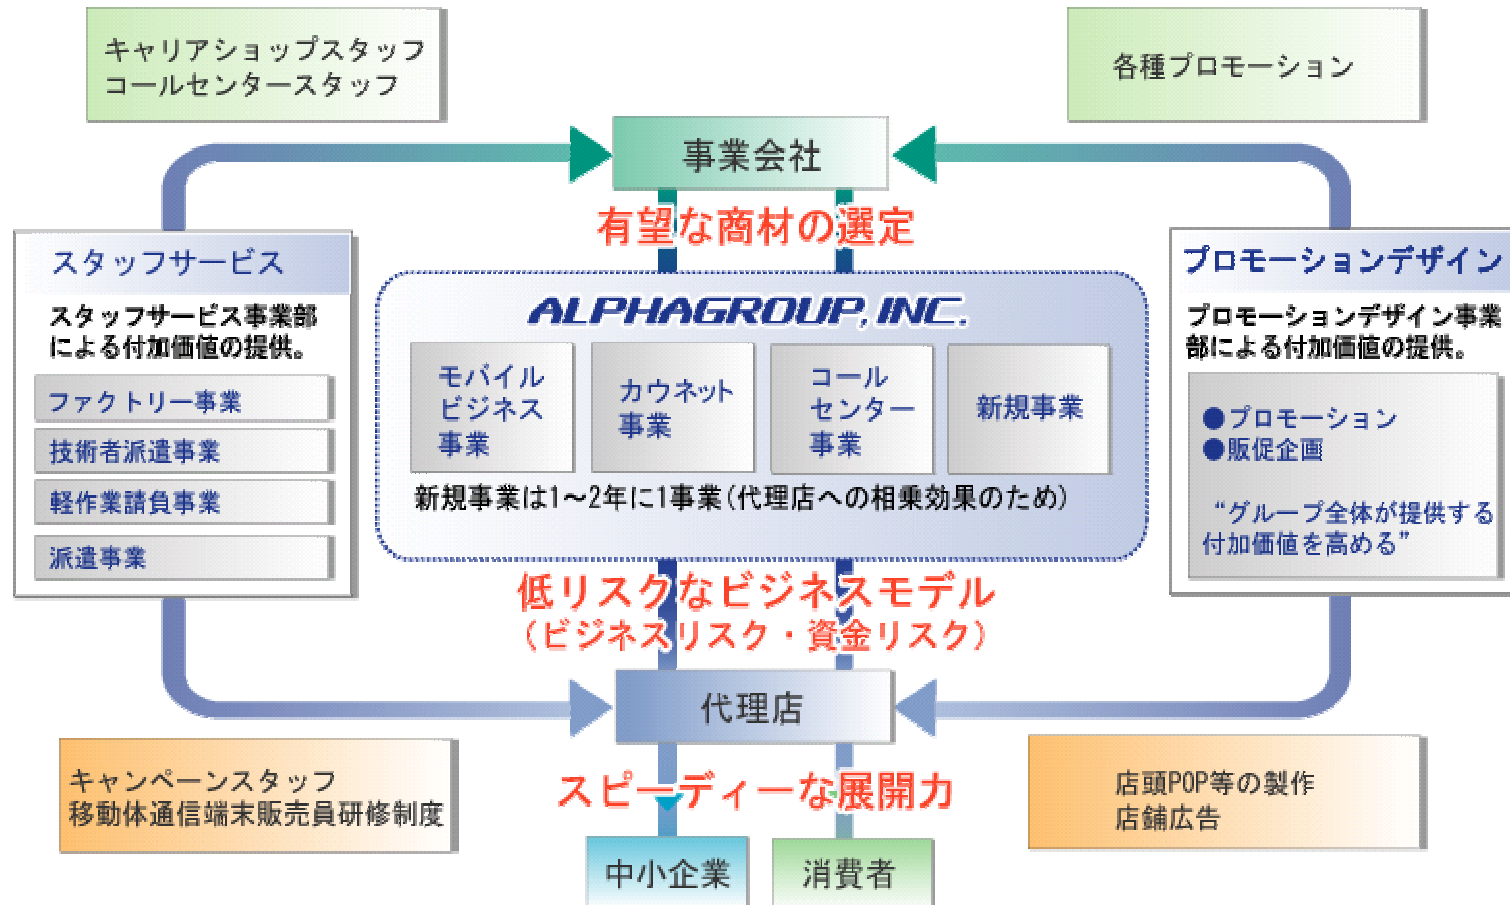 キャリアショップスタッフ
コールセンタースタッフ
各種プロモーション
事業会社
有望な商材の選定
スタッフサービス
スタッフサービス事業部
による付加価値の提供。
ファクトリー事業
技術者派遣事業
軽作業請負事業
派遣事業
ALPHAGROUP, INC.
モバイル
ビジネス
事業
カウネット
事業
コール
センター
事業
新規事業
新規事業は1～2年に1事業(代理店への相乗効果のため)
プロモーションデザイン
プロモーションデザイン事業
部による付加価値の提供。
●プロモーション
●販促企画
“グループ全体が提供する
付加価値を高める”
低リスクなビジネスモデル
(ビジネスリスク・資金リスク)
代理店
キャンペーンスタッフ
移動体通信端末販売員研修制度
スピーディーな展開力
店頭POP等の製作
店舗広告
中小企業
消費者